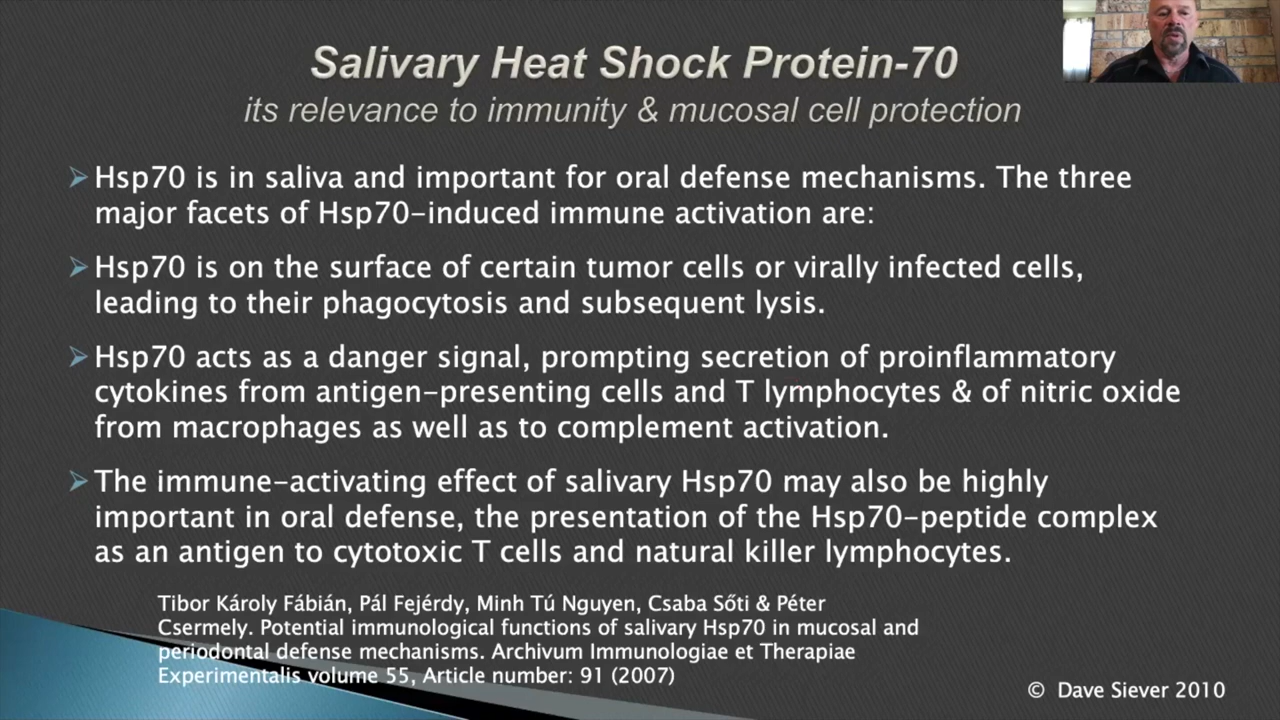 Salivary Heat Shock Protein-70
its relevance to immunity & mucosal cell protection
Hsp70 is in saliva and important for oral defense mechanisms. The three
major facets of Hsp70-induced immune activation are:
Hsp70 is on the surface of certain tumor cells or virally infected cells,
leading to their phagocytosis and subsequent lysis.
Hsp70 acts as a danger signal, prompting secretion of proinflammatory
cytokines from antigen-presenting cells and T lymphocytes & of nitric oxide
from macrophages as well as to complement activation.
The immune-activating effect of salivary Hsp70 may also be highly
important in oral defense, the presentation of the Hsp70-peptide complex
as an antigen to cytotoxic T cells and natural killer lymphocytes.
Tibor Károly Fábián, Pál Fejérdy, Minh Tú Nguyen, Csaba Sőti & Péter
Csermely. Potential immunological functions of salivary Hsp70 in mucosal and
periodontal defense mechanisms. Archivum Immunologiae et Therapiae
Experimentalis volume 55, Article number: 91 (2007)
© Dave Siever 2010